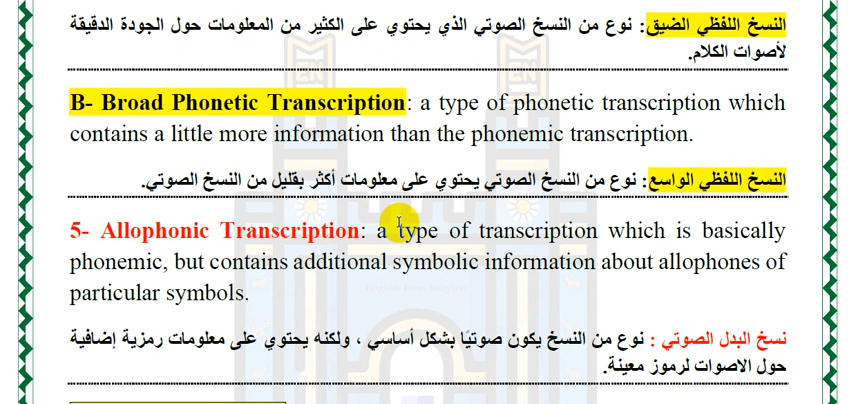 النسخ اللفظي الضيق: نوع من النسخ الصوتي الذي يحتوي على الكثير من المعلومات حول الجودة الدقيقة
لأصوات الكلام.
B- Broad Phonetic Transcription: a type of phonetic transcription which
contains a little more information than the phonemic transcription.
النسخ اللفظي الواسع: نوع من النسخ الصوتي يحتوي على معلومات أكثر بقليل من النسخ الصوتي.
5- Allophonic Transcription: a type of transcription which is basically
phonemic, but contains additional symbolic information about allophones of
particular symbols.
نسخ البدل الصوتي : نوع من النسخ يكون صوتيًا بشكل أساسي ، ولكنه يحتوي على معلومات رمزية إضافية
حول الاصوات لرموز معينة.